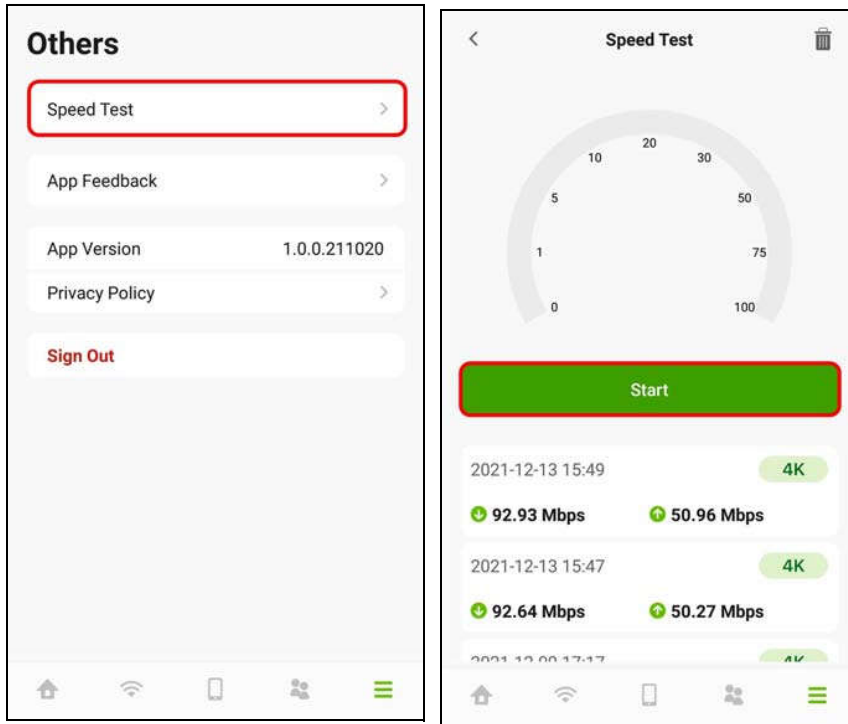 Others
Speed Test
App Feedback
App Version 1.0.0.211020
Privacy Policy
Sign Out
Speed Test
20
10 30
5 50
1 75
0 100
Start
2021-12-13 15:49 4K
92.93 Mbps 50.96 Mbps
2021-12-13 15:47 4K
92.64 Mbps 50.27 Mbps